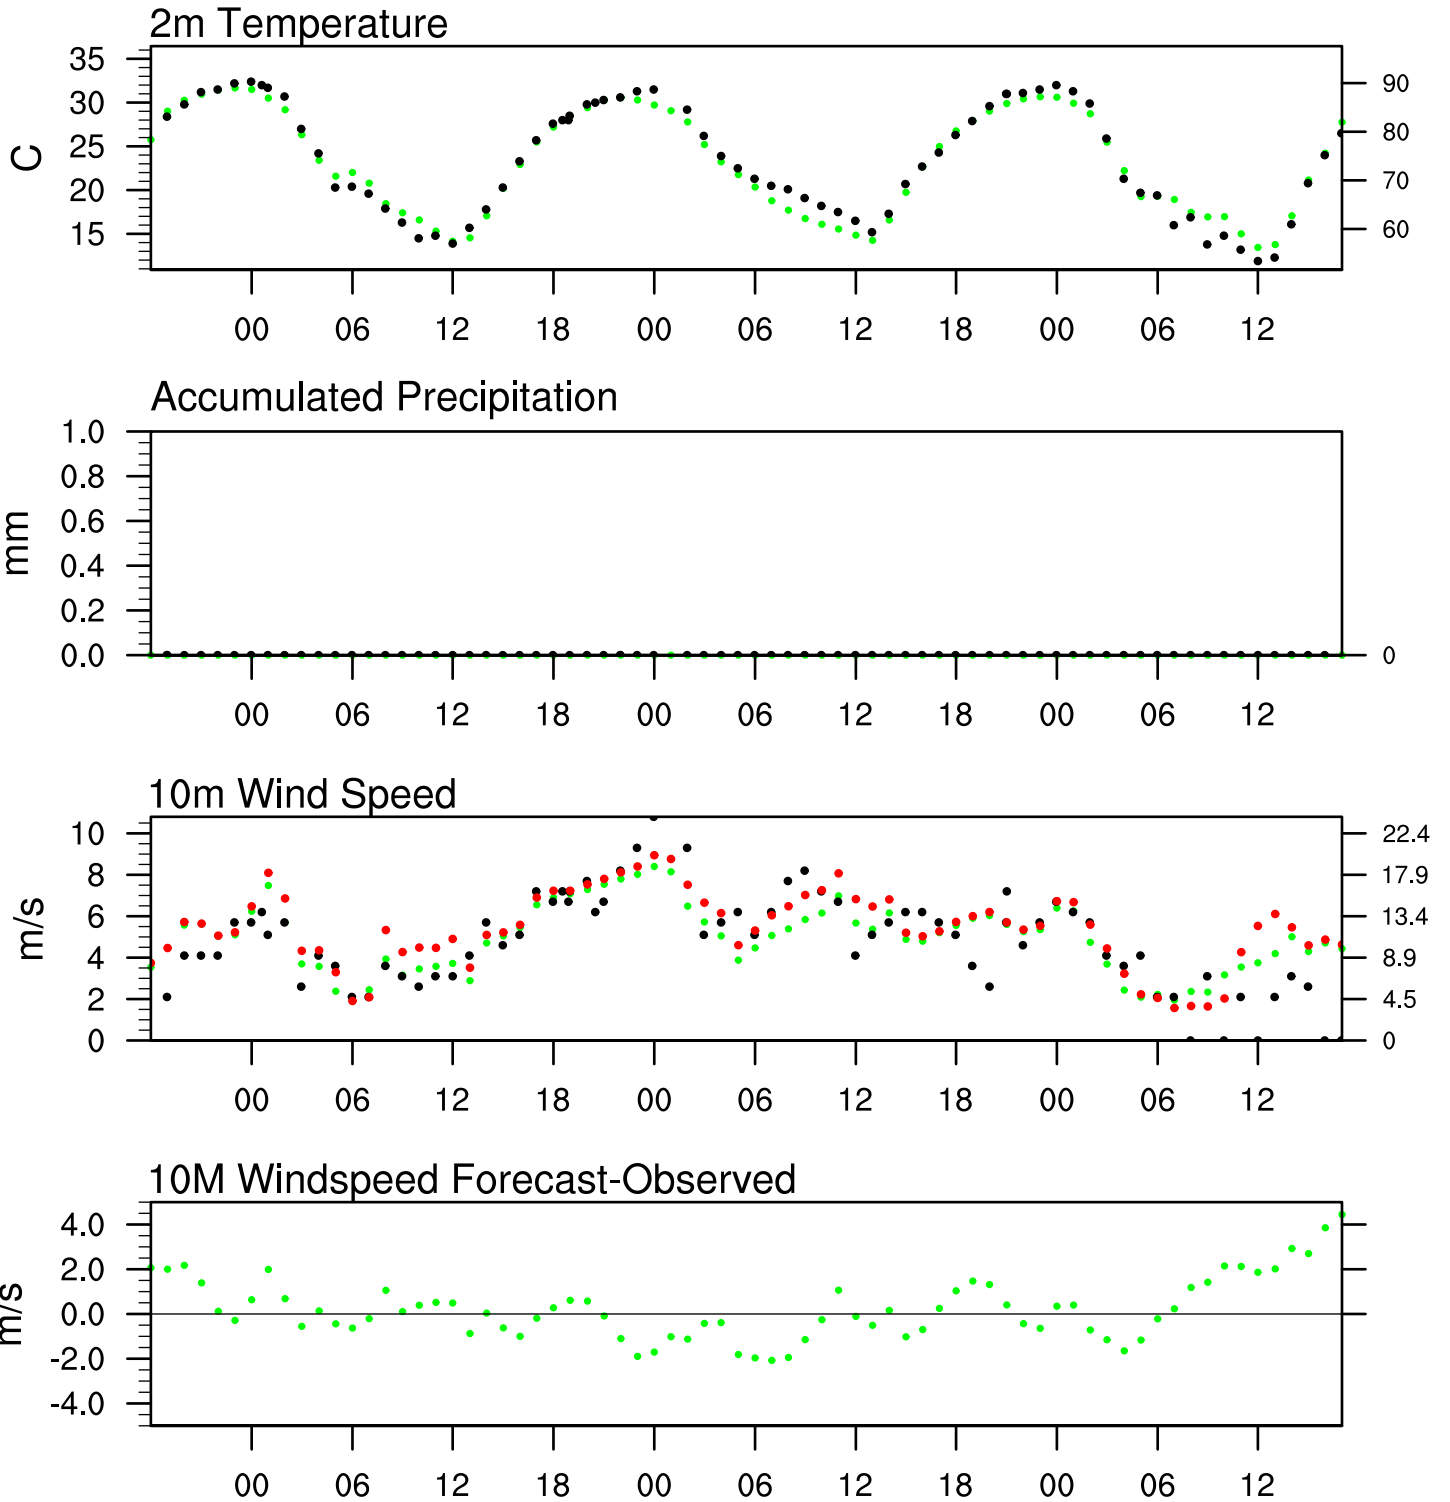 2m Temperature
35
30
25
20
15
C
90
80
70
60
00 06 12 18 00 06 12 18 00 06 12
Accumulated Precipitation
1.0
0.8
0.6
0.4
0.2
0.0
mm
0
00 06 12 18 00 06 12 18 00 06 12
10m Wind Speed
10
8
6
4
2
0
m/s
22.4
17.9
13.4
8.9
4.5
0
00 06 12 18 00 06 12 18 00 06 12
10M Windspeed Forecast-Observed
4.0
2.0
0.0
-2.0
-4.0
m/s
00 06 12 18 00 06 12 18 00 06 12